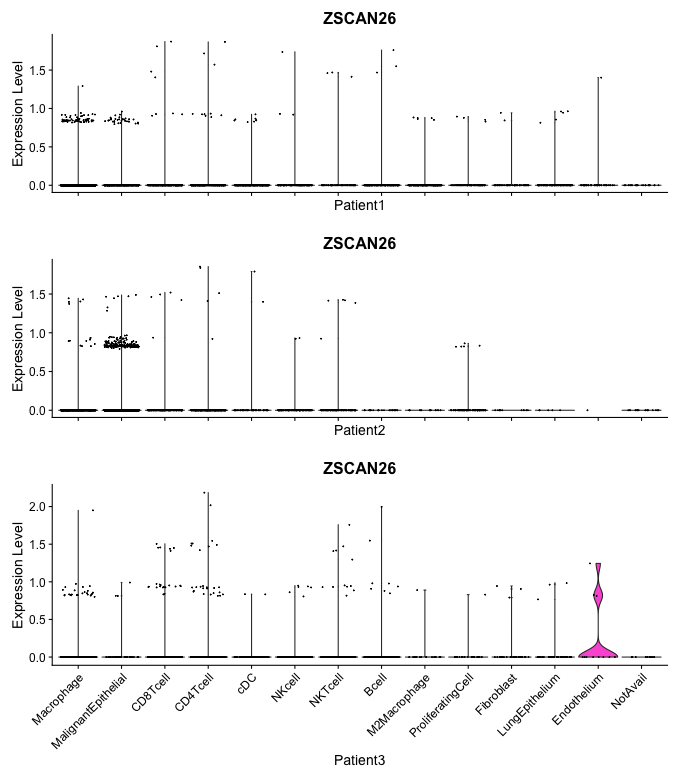 ZSCAN26
Expression Level
1.5
1.0
0.5
0.0
Patient1
ZSCAN26
Expression Level
1.5
1.0
0.5
0.0
Patient2
ZSCAN26
Expression Level
2.0
1.5
1.0
0.5
0.0
Macrophage
MalignantEpithelial
CD8Tcell
CD4Tcell
cDC
NKcell
NKTcell
Bcell
M2Macrophage
ProliferatingCell
Fibroblast
LungEpithelium
Endothelium
NotAvail
Patient3